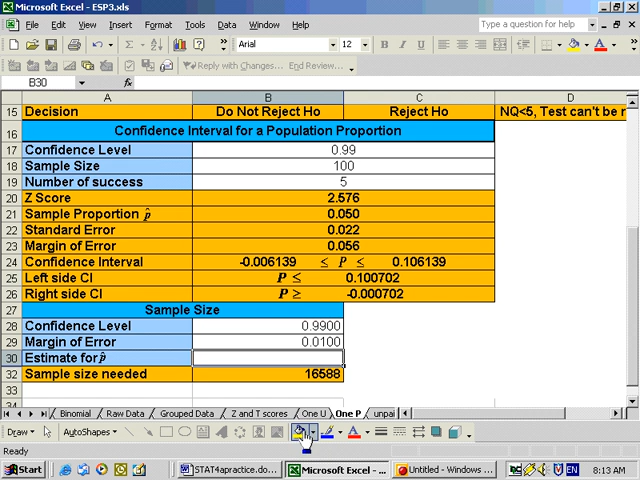 Microsoft Excel - ESP3.xls
File Edit View Insert Format Tools Data Window Help
Type a question for help
Arial 12 B I U
Reply with Changes... End Review...
B30 fx
A B C D
15 Decision Do Not Reject Ho Reject Ho NQ<5, Test can't be r
16 Confidence Interval for a Population Proportion
17 Confidence Level 0.99
18 Sample Size 100
19 Number of success 5
20 Z Score 2.576
21 Sample Proportion p̂ 0.050
22 Standard Error 0.022
23 Margin of Error 0.056
24 Confidence Interval -0.006139 ≤ P ≤ 0.106139
25 Left side CI P ≤ 0.100702
26 Right side CI P ≥ -0.000702
27 Sample Size
28 Confidence Level 0.9900
29 Margin of Error 0.0100
30 Estimate for p̂
32 Sample size needed 16588
33
34
Binomial Raw Data Grouped Data Z and T scores One U One P unpai
Draw AutoShapes A
Ready
Start STAT4apractice.do... Microsoft Excel - ... Untitled - Windows ... EN 8:13 AM